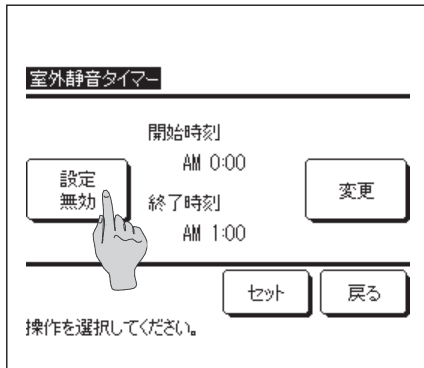 室外静音タイマー
開始時刻
AM 0:00
設定
無効
終了時刻
AM 1:00
変更
セット
戻る
操作を選択してください。